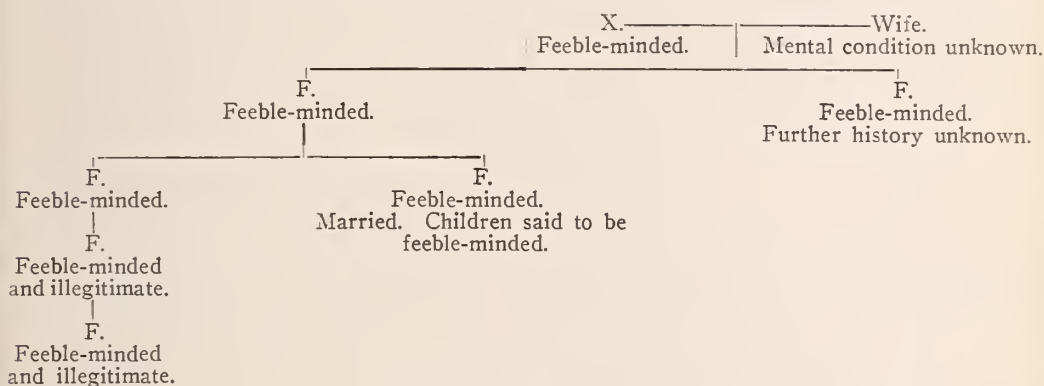 X. Wife.
Feeble-minded. Mental condition unknown.
F. F.
Feeble-minded. Feeble-minded.
Further history unknown.
F. F.
Feeble-minded. Feeble-minded.
Married. Children said to be
feeble-minded.
F.
Feeble-minded
and illegitimate.
F.
Feeble-minded
and illegitimate.